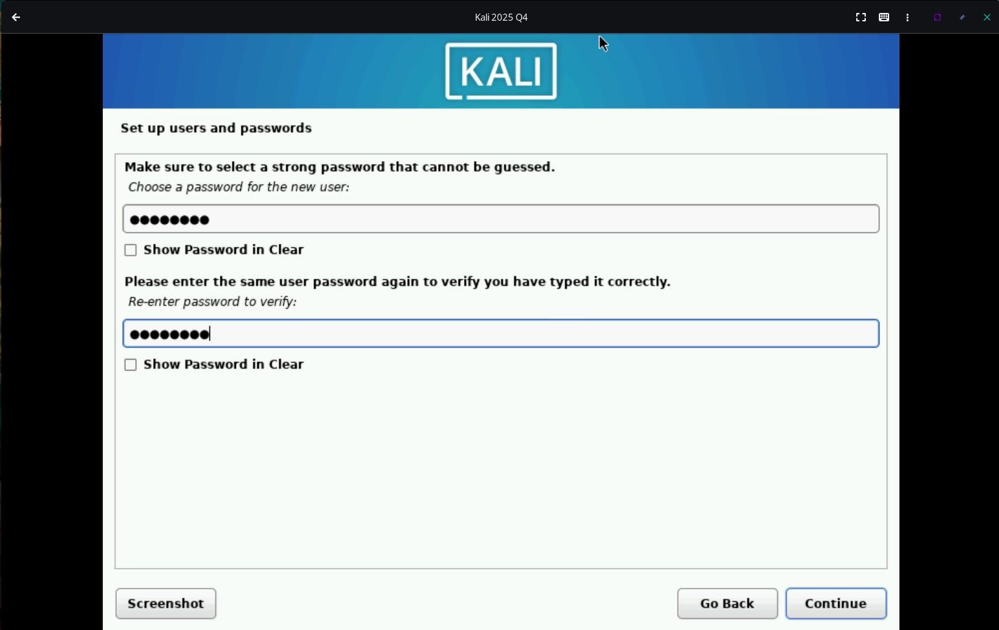 Kali 2025 Q4
KALI
Set up users and passwords
Make sure to select a strong password that cannot be guessed.
Choose a password for the new user:
●●●●●●●●
Show Password in Clear
Please enter the same user password again to verify you have typed it correctly.
Re-enter password to verify:
●●●●●●●●
Show Password in Clear
Screenshot
Go Back
Continue